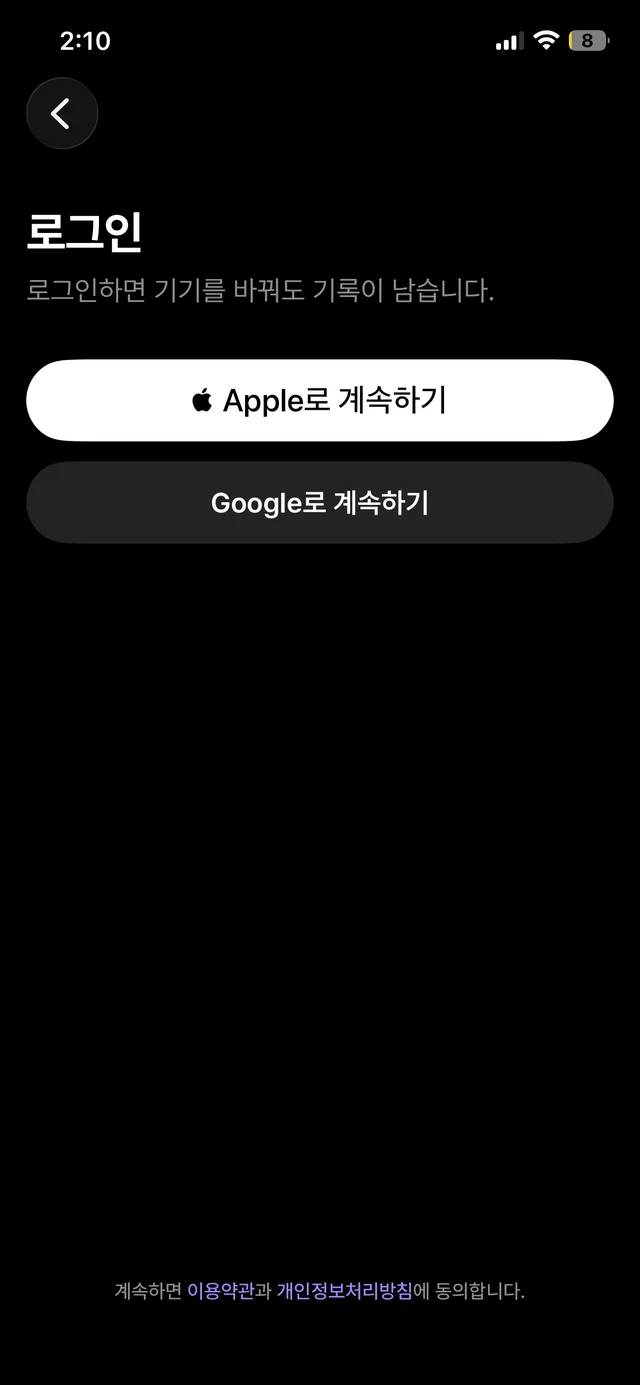 2:10
8
로그인
로그인하면 기기를 바꿔도 기록이 남습니다.
Apple로 계속하기
Google로 계속하기
계속하면 이용약관과 개인정보처리방침에 동의합니다.